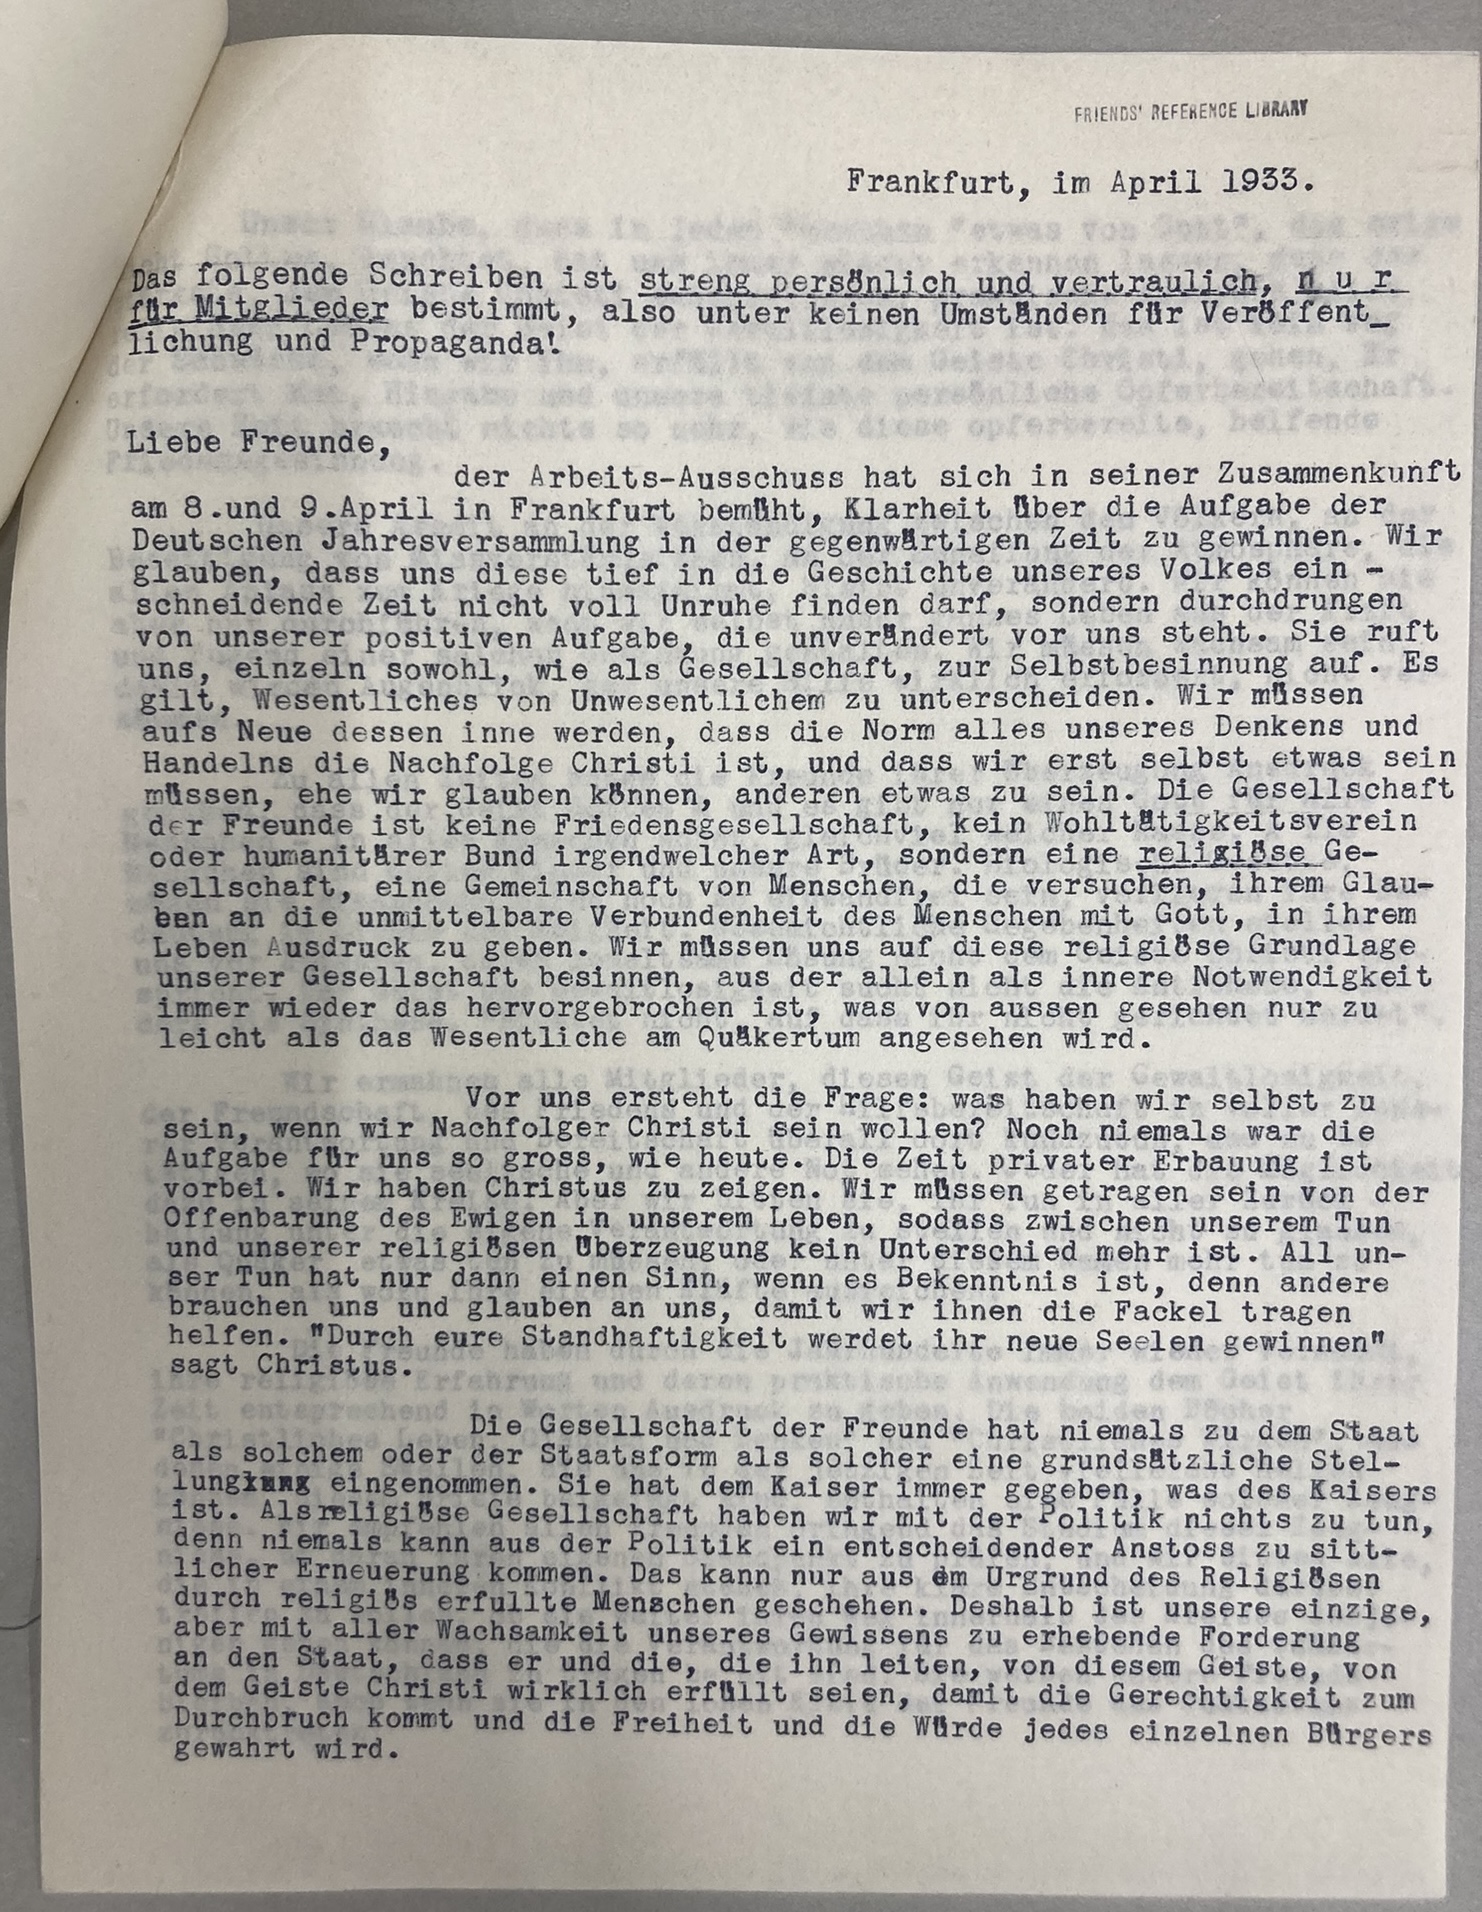 FRIENDS' REFERENCE LIBRARY
Frankfurt, im April 1933.
Das folgende Schreiben ist streng persönlich und vertraulich, n u r
für Mitglieder bestimmt, also unter keinen Umständen für Veröffent_
lichung und Propaganda!
Liebe Freunde,
der Arbeits-Ausschuss hat sich in seiner Zusammenkunft
am 8.und 9.April in Frankfurt bemüht, Klarheit über die Aufgabe der
Deutschen Jahresversammlung in der gegenwärtigen Zeit zu gewinnen. Wir
glauben, dass uns diese tief in die Geschichte unseres Volkes ein -
schneidende Zeit nicht voll Unruhe finden darf, sondern durchdrungen
von unserer positiven Aufgabe, die unverändert vor uns steht. Sie ruft
uns, einzeln sowohl, wie als Gesellschaft, zur Selbstbesinnung auf. Es
gilt, Wesentliches von Unwesentlichem zu unterscheiden. Wir müssen
aufs Neue dessen inne werden, dass die Norm alles unseres Denkens und
Handelns die Nachfolge Christi ist, und dass wir erst selbst etwas sein
müssen, ehe wir glauben können, anderen etwas zu sein. Die Gesellschaft
der Freunde ist keine Friedensgesellschaft, kein Wohltätigkeitsverein
oder humanitärer Bund irgendwelcher Art, sondern eine religiöse Ge-
sellschaft, eine Gemeinschaft von Menschen, die versuchen, ihrem Glau-
ben an die unmittelbare Verbundenheit des Menschen mit Gott, in ihrem
Leben Ausdruck zu geben. Wir müssen uns auf diese religiöse Grundlage
unserer Gesellschaft besinnen, aus der allein als innere Notwendigkeit
immer wieder das hervorgebrochen ist, was von aussen gesehen nur zu
leicht als das Wesentliche am Quäkertum angesehen wird.
Vor uns ersteht die Frage: was haben wir selbst zu
sein, wenn wir Nachfolger Christi sein wollen? Noch niemals war die
Aufgabe für uns so gross, wie heute. Die Zeit privater Erbauung ist
vorbei. Wir haben Christus zu zeigen. Wir müssen getragen sein von der
Offenbarung des Ewigen in unserem Leben, sodass zwischen unserem Tun
und unserer religiösen Überzeugung kein Unterschied mehr ist. All un-
ser Tun hat nur dann einen Sinn, wenn es Bekenntnis ist, denn andere
brauchen uns und glauben an uns, damit wir ihnen die Fackel tragen
helfen. "Durch eure Standhaftigkeit werdet ihr neue Seelen gewinnen"
sagt Christus.
Die Gesellschaft der Freunde hat niemals zu dem Staat
als solchem oder der Staatsform als solcher eine grundsätzliche Stel-
lung eingenommen. Sie hat dem Kaiser immer gegeben, was des Kaisers
ist. Als religiöse Gesellschaft haben wir mit der Politik nichts zu tun,
denn niemals kann aus der Politik ein entscheidender Anstoss zu sitt-
licher Erneuerung kommen. Das kann nur aus dem Urgrund des Religiösen
durch religiös erfullte Menschen geschehen. Deshalb ist unsere einzige,
aber mit aller Wachsamkeit unseres Gewissens zu erhebende Forderung
an den Staat, dass er und die, die ihn leiten, von diesem Geiste, von
dem Geiste Christi wirklich erfüllt seien, damit die Gerechtigkeit zum
Durchbruch kommt und die Freiheit und die Würde jedes einzelnen Bürgers
gewahrt wird.